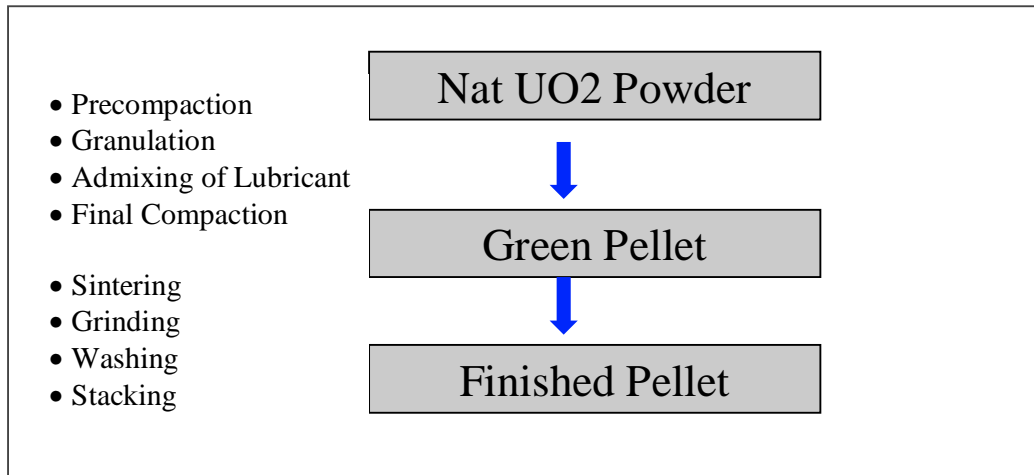 Nat UO2 Powder
• Precompaction
• Granulation
• Admixing of Lubricant
• Final Compaction
Green Pellet
• Sintering
• Grinding
• Washing
• Stacking
Finished Pellet